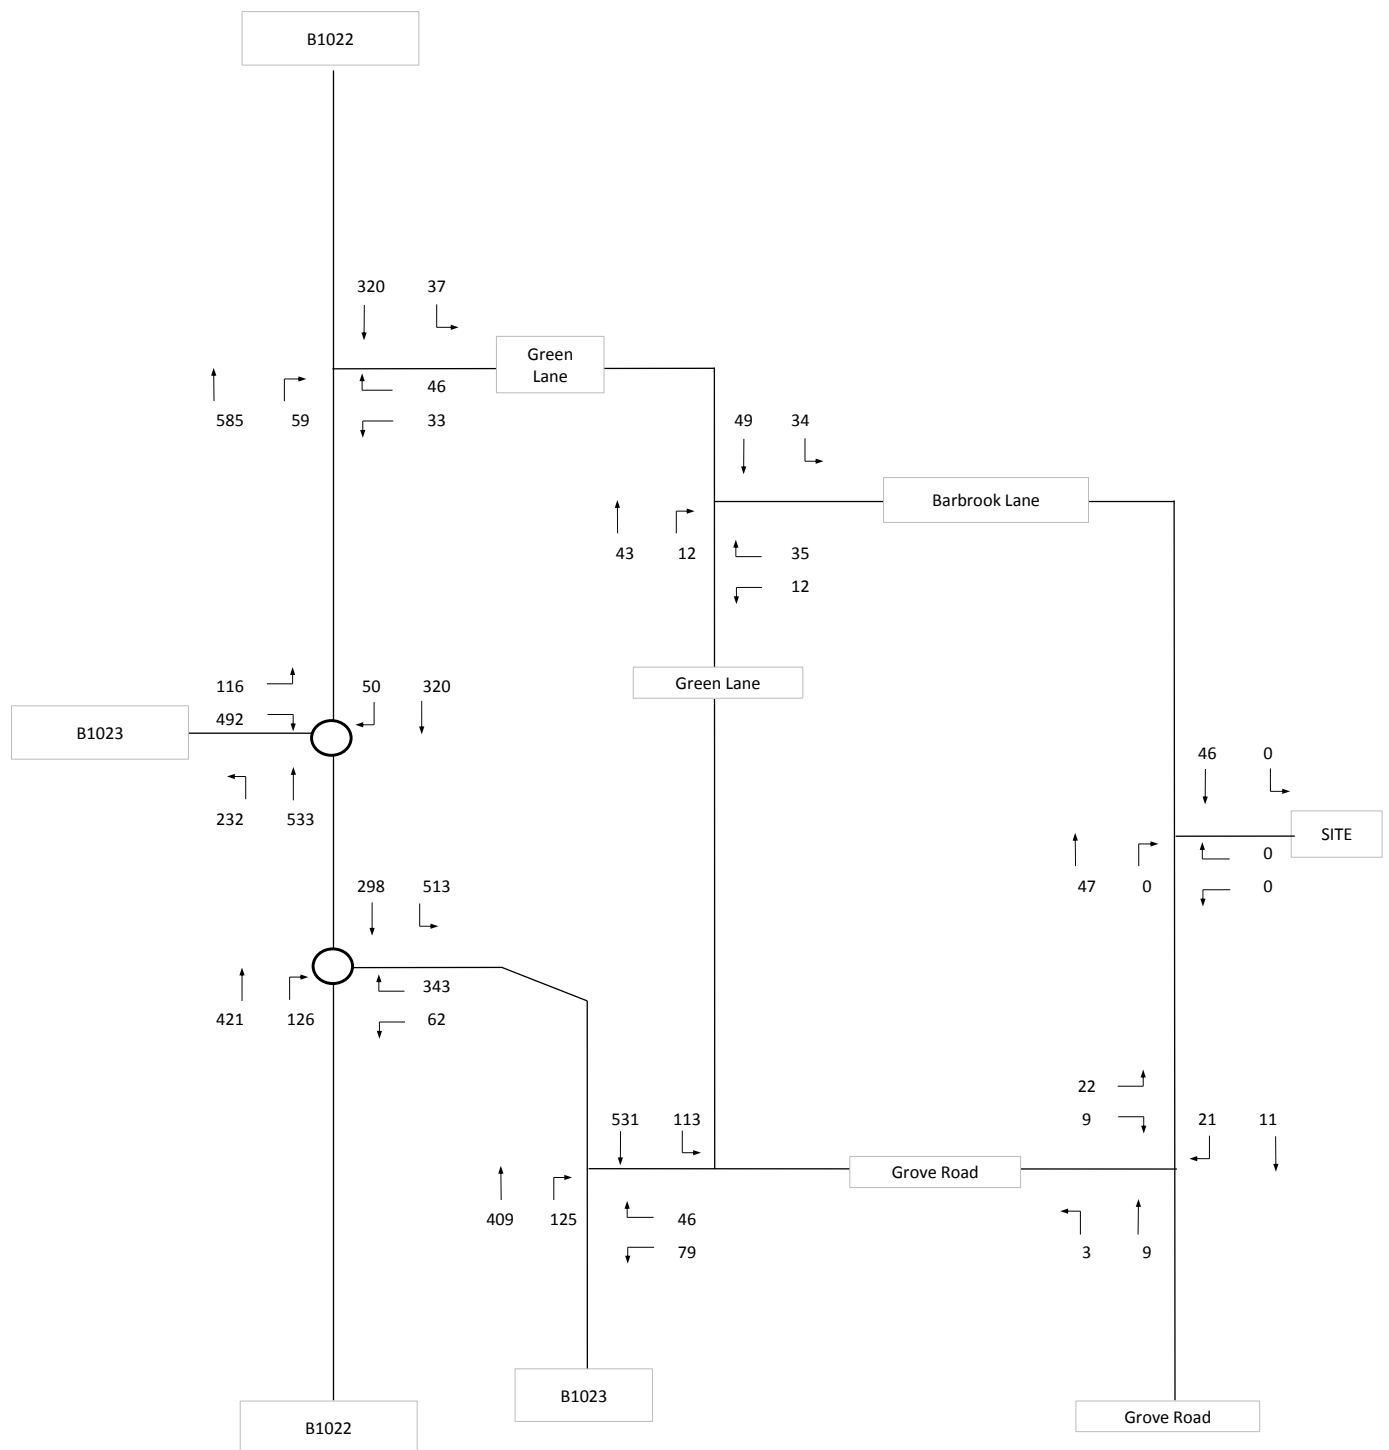 B1022
320 37
Green
Lane
46
585 59 33
49 34
Barbrook Lane
43 12 35
12
Green Lane
116 50 320
492
B1023
46 0
232 533
SITE
0
298 513
47 0 0
343
421 126 62
22
9 21 11
531 113
Grove Road
409 125 46
79 3 9
B1023
Grove Road
B1022